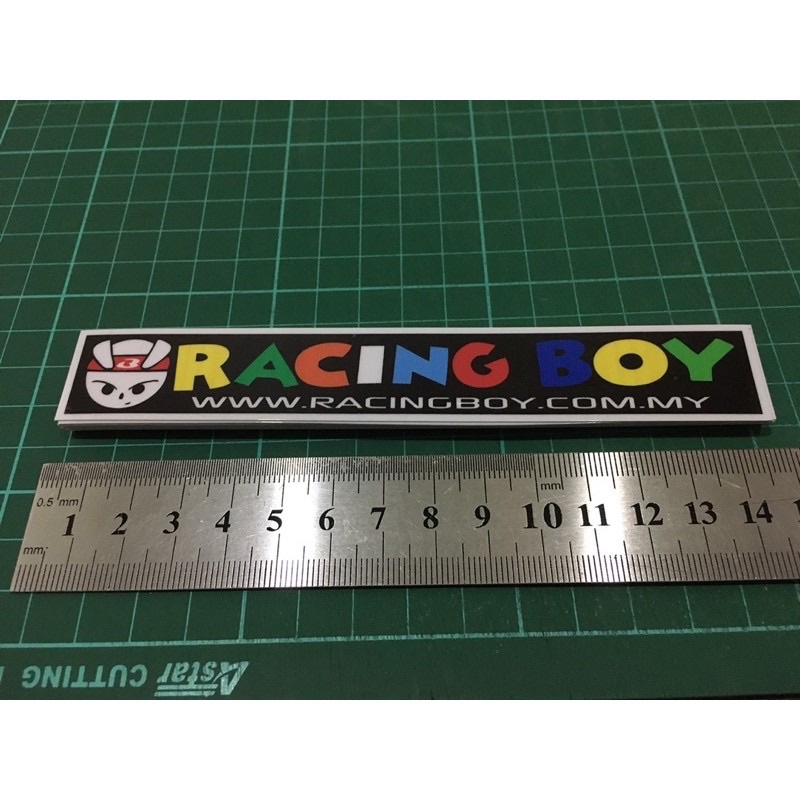 RACING BOY
WWW.RACINGBOY.COM.MY
0.5 mm
mm
1 2 3 4 5 6 7 8 9 10 11 12 13 14
mm
Astar CUTTING